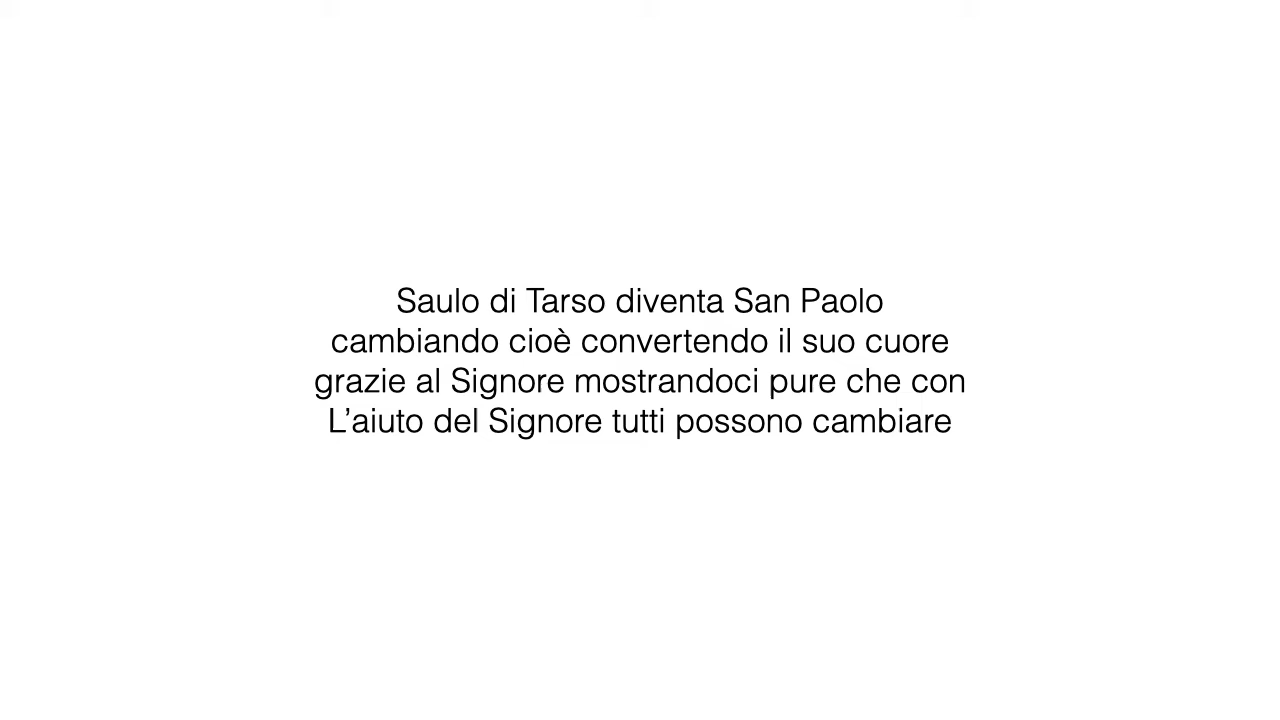 Saulo di Tarso diventa San Paolo
cambiando cioè convertendo il suo cuore
grazie al Signore mostrandoci pure che con
L’aiuto del Signore tutti possono cambiare